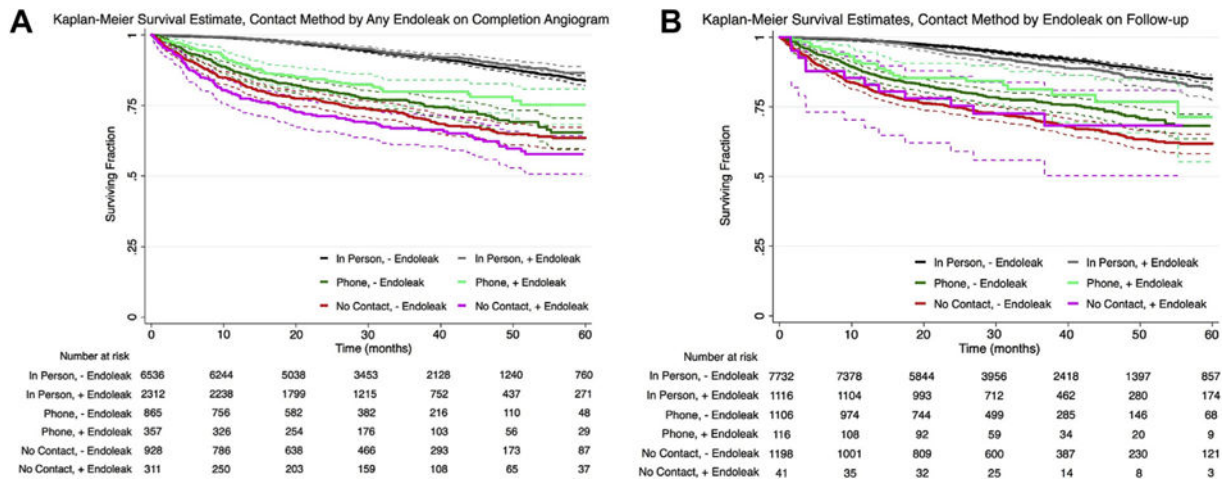 A
Kaplan-Meier Survival Estimate, Contact Method by Any Endoleak on Completion Angiogram
1
.75
.5
.25
0
Surviving Fraction
In Person, - Endoleak
In Person, + Endoleak
Phone, - Endoleak
Phone, + Endoleak
No Contact, - Endoleak
No Contact, + Endoleak
0 10 20 30 40 50 60
Time (months)
Number at risk
In Person, - Endoleak 6536 6244 5038 3453 2128 1240 760
In Person, + Endoleak 2312 2238 1799 1215 752 437 271
Phone, - Endoleak 865 756 582 382 216 110 48
Phone, + Endoleak 357 326 254 176 103 56 29
No Contact, - Endoleak 928 786 638 466 293 173 87
No Contact, + Endoleak 311 250 203 159 108 65 37
B
Kaplan-Meier Survival Estimates, Contact Method by Endoleak on Follow-up
1
.75
.5
.25
0
Surviving Fraction
In Person, - Endoleak
In Person, + Endoleak
Phone, - Endoleak
Phone, + Endoleak
No Contact, - Endoleak
No Contact, + Endoleak
0 10 20 30 40 50 60
Time (months)
Number at risk
In Person, - Endoleak 7732 7378 5844 3956 2418 1397 857
In Person, + Endoleak 1116 1104 993 712 462 280 174
Phone, - Endoleak 1106 974 744 499 285 146 68
Phone, + Endoleak 116 108 92 59 34 20 9
No Contact, - Endoleak 1198 1001 809 600 387 230 121
No Contact, + Endoleak 41 35 32 25 14 8 3